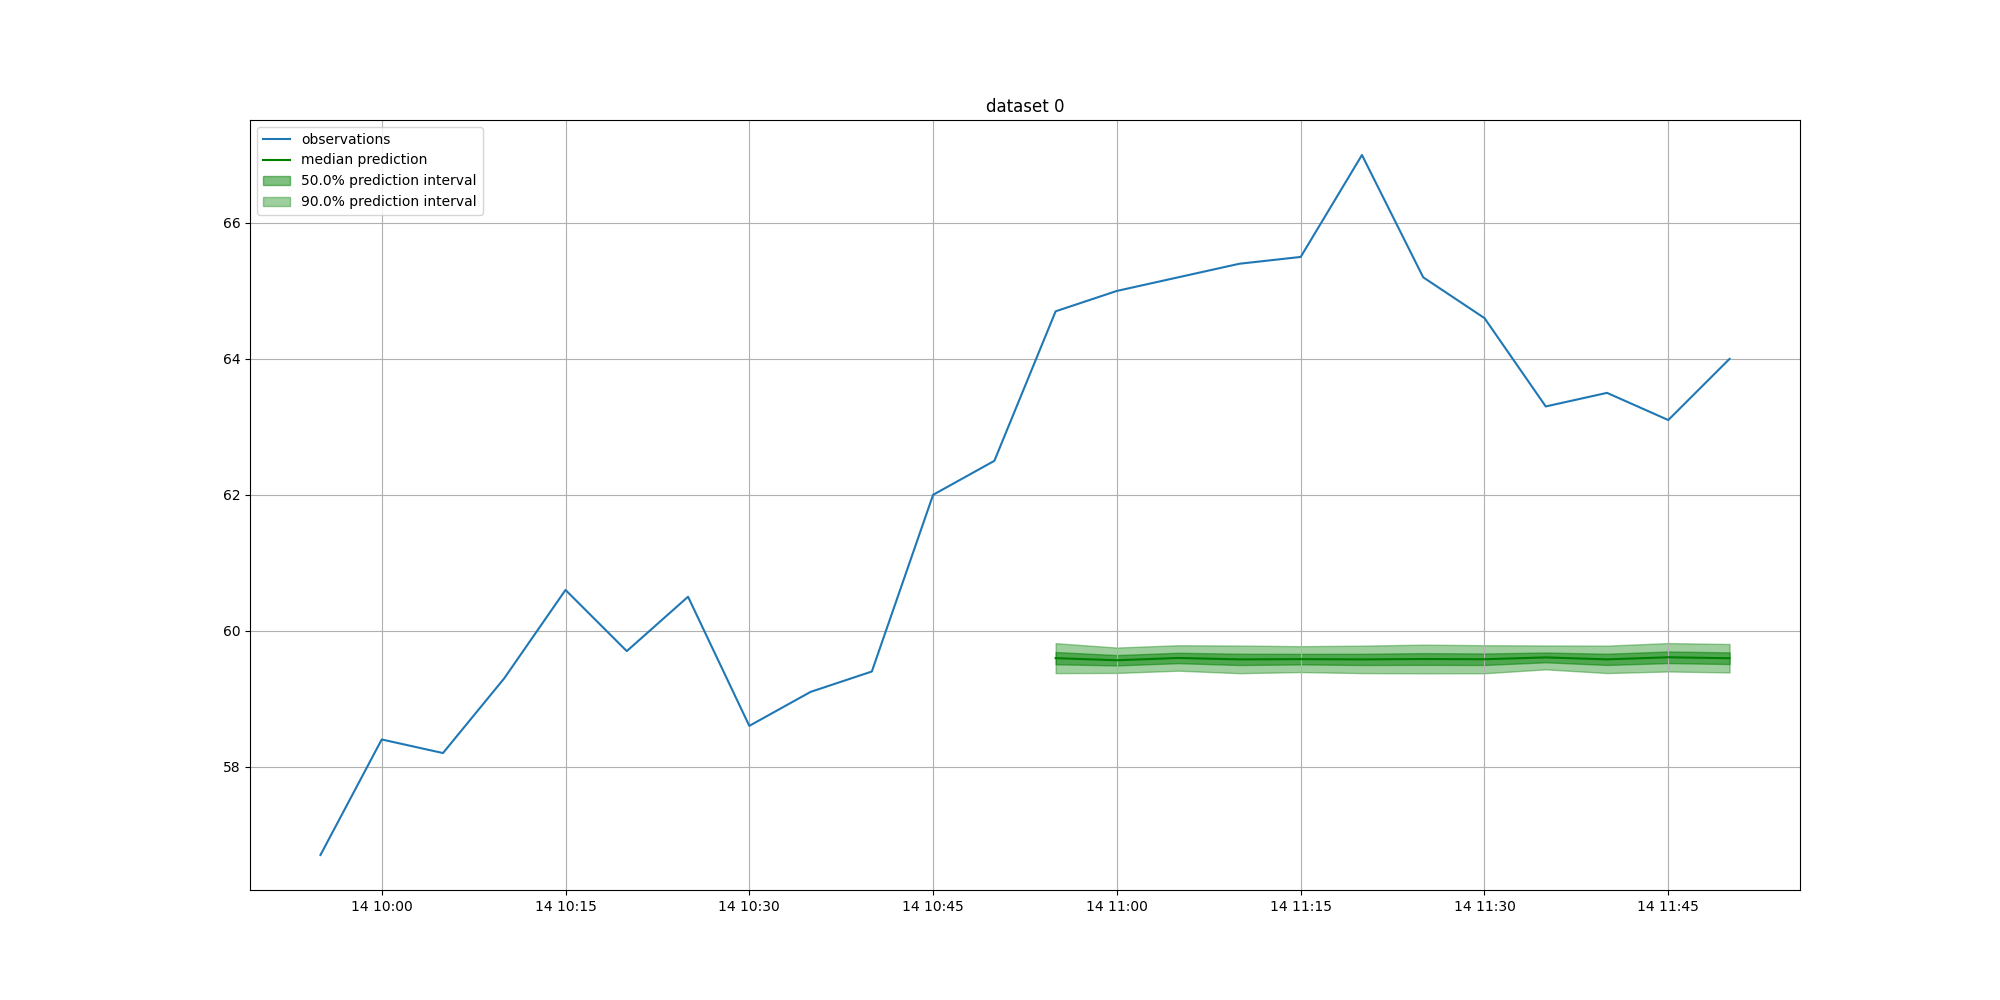 dataset 0
observations
median prediction
50.0% prediction interval
90.0% prediction interval
66
64
62
60
58
14 10:00 14 10:15 14 10:30 14 10:45 14 11:00 14 11:15 14 11:30 14 11:45